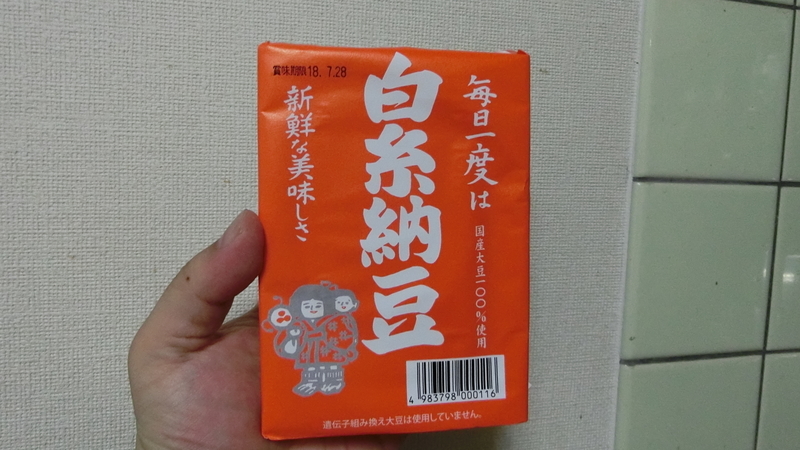 毎日一度は
国産大豆一〇〇%使用
白糸納豆
賞味期限18. 7.28
新鮮な美味しさ
4 983798 000116
遺伝子組み換え大豆は使用していません。